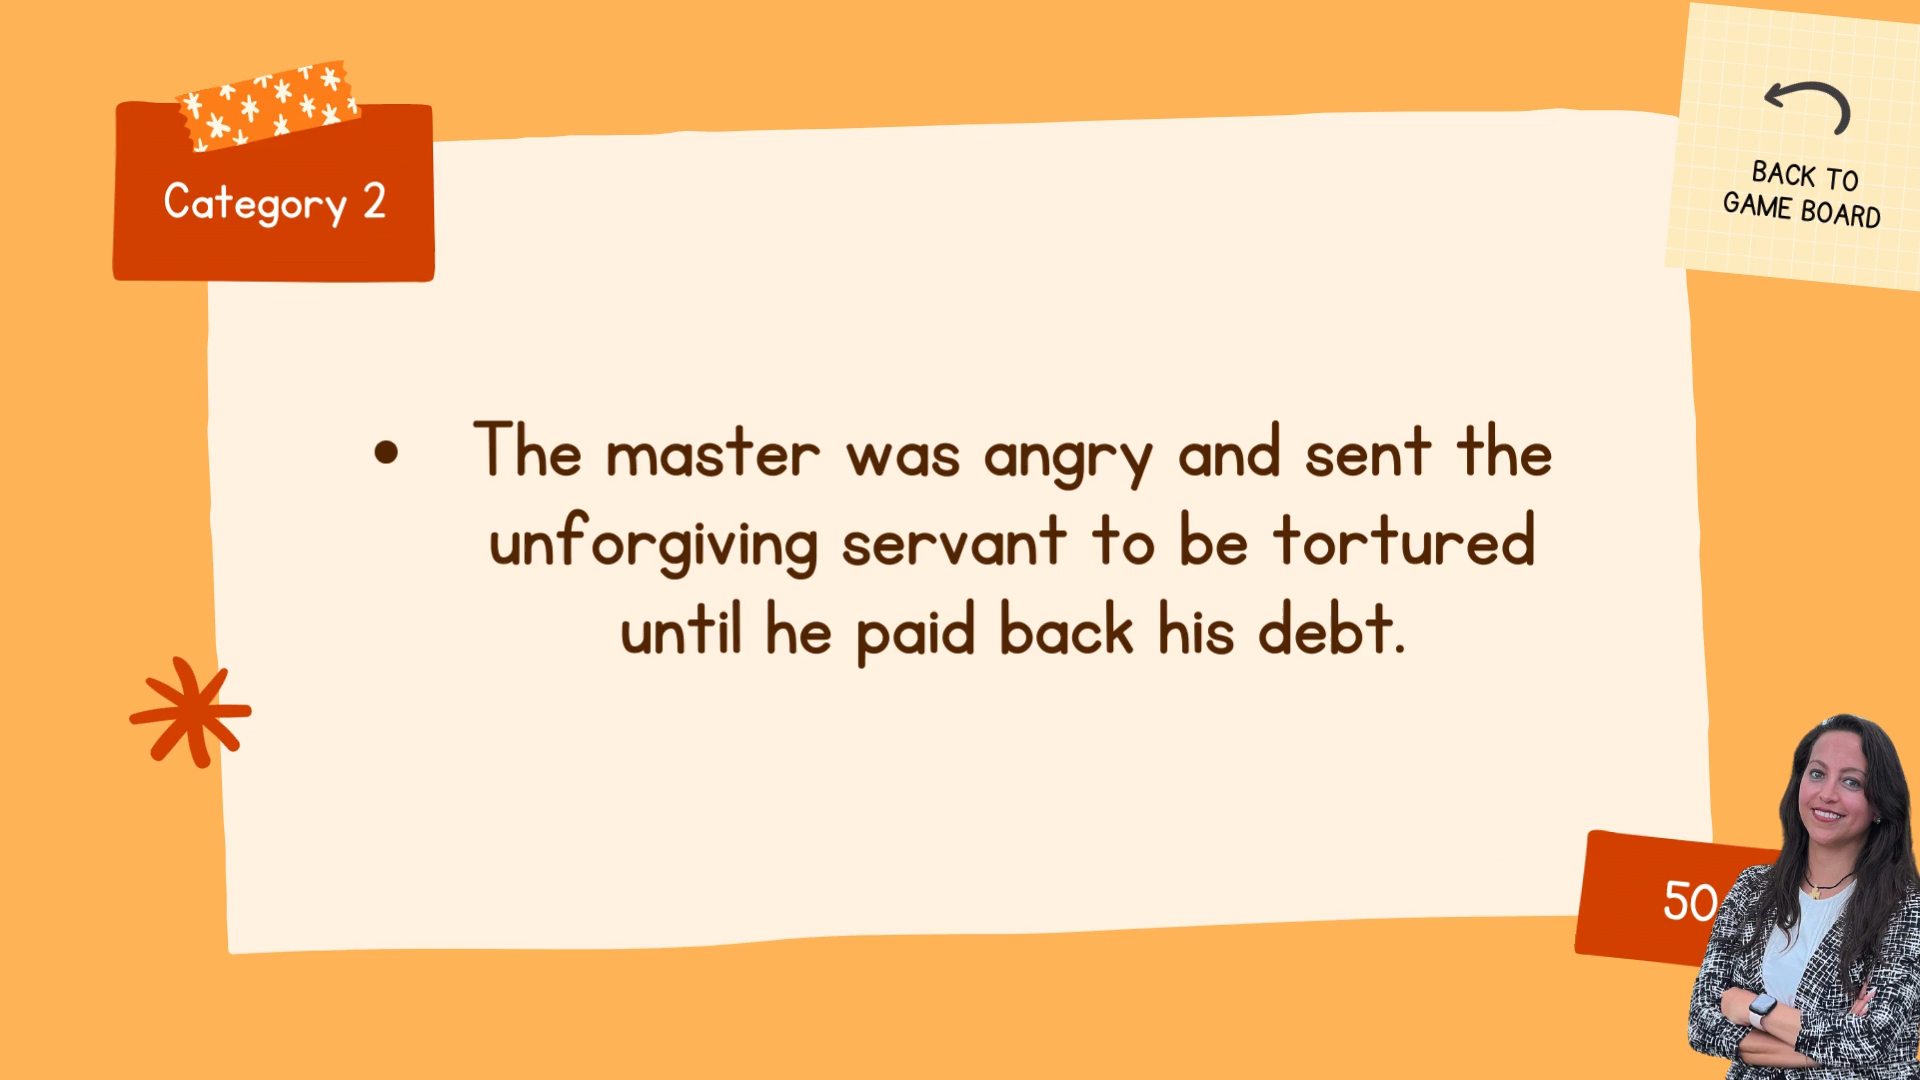 Category 2
BACK TO
GAME BOARD
• The master was angry and sent the
unforgiving servant to be tortured
until he paid back his debt.
50